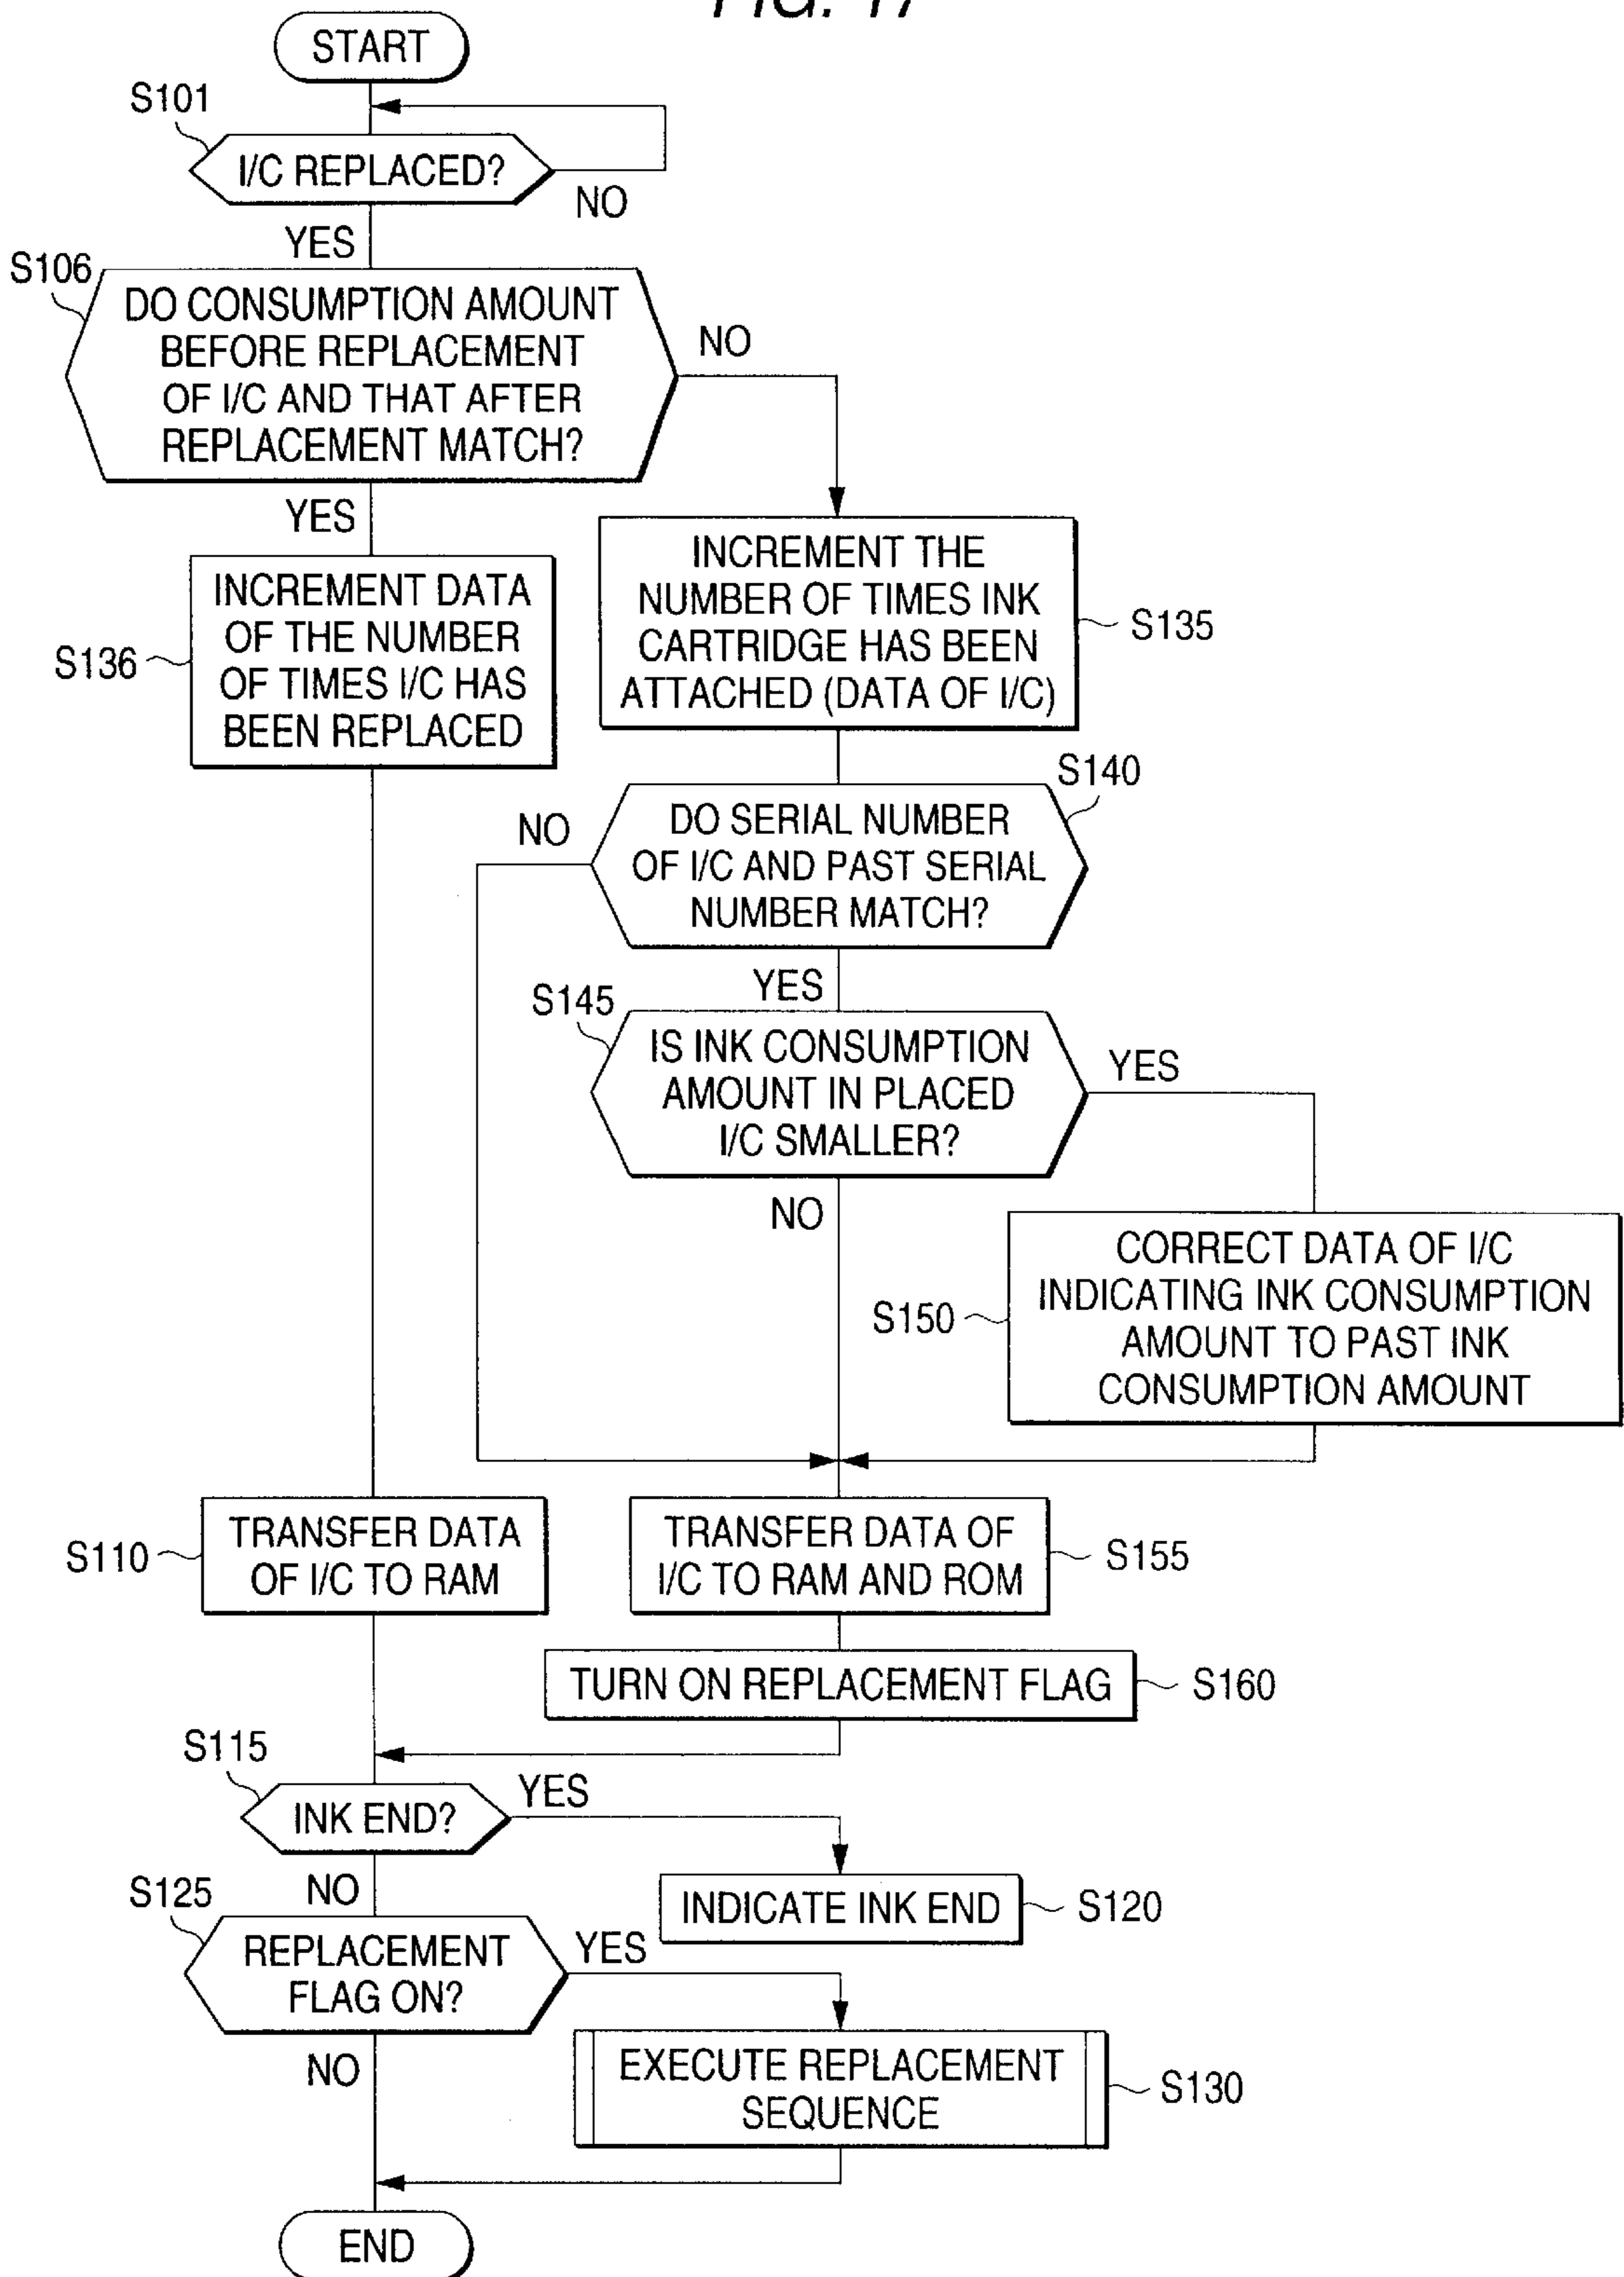 FIG. 17
START
S101
I/C REPLACED?
NO
YES
S106
DO CONSUMPTION AMOUNT
BEFORE REPLACEMENT
OF I/C AND THAT AFTER
REPLACEMENT MATCH?
NO
YES
INCREMENT DATA
OF THE NUMBER
OF TIMES I/C HAS
BEEN REPLACED
S136
INCREMENT THE
NUMBER OF TIMES INK
CARTRIDGE HAS BEEN
ATTACHED (DATA OF I/C)
S135
S140
DO SERIAL NUMBER
OF I/C AND PAST SERIAL
NUMBER MATCH?
NO
YES
S145
IS INK CONSUMPTION
AMOUNT IN PLACED
I/C SMALLER?
YES
NO
CORRECT DATA OF I/C
INDICATING INK CONSUMPTION
AMOUNT TO PAST INK
CONSUMPTION AMOUNT
S150
S110
TRANSFER DATA
OF I/C TO RAM
TRANSFER DATA OF
I/C TO RAM AND ROM
S155
TURN ON REPLACEMENT FLAG
S160
S115
INK END?
YES
NO
INDICATE INK END
S120
S125
REPLACEMENT
FLAG ON?
YES
NO
EXECUTE REPLACEMENT
SEQUENCE
S130
END